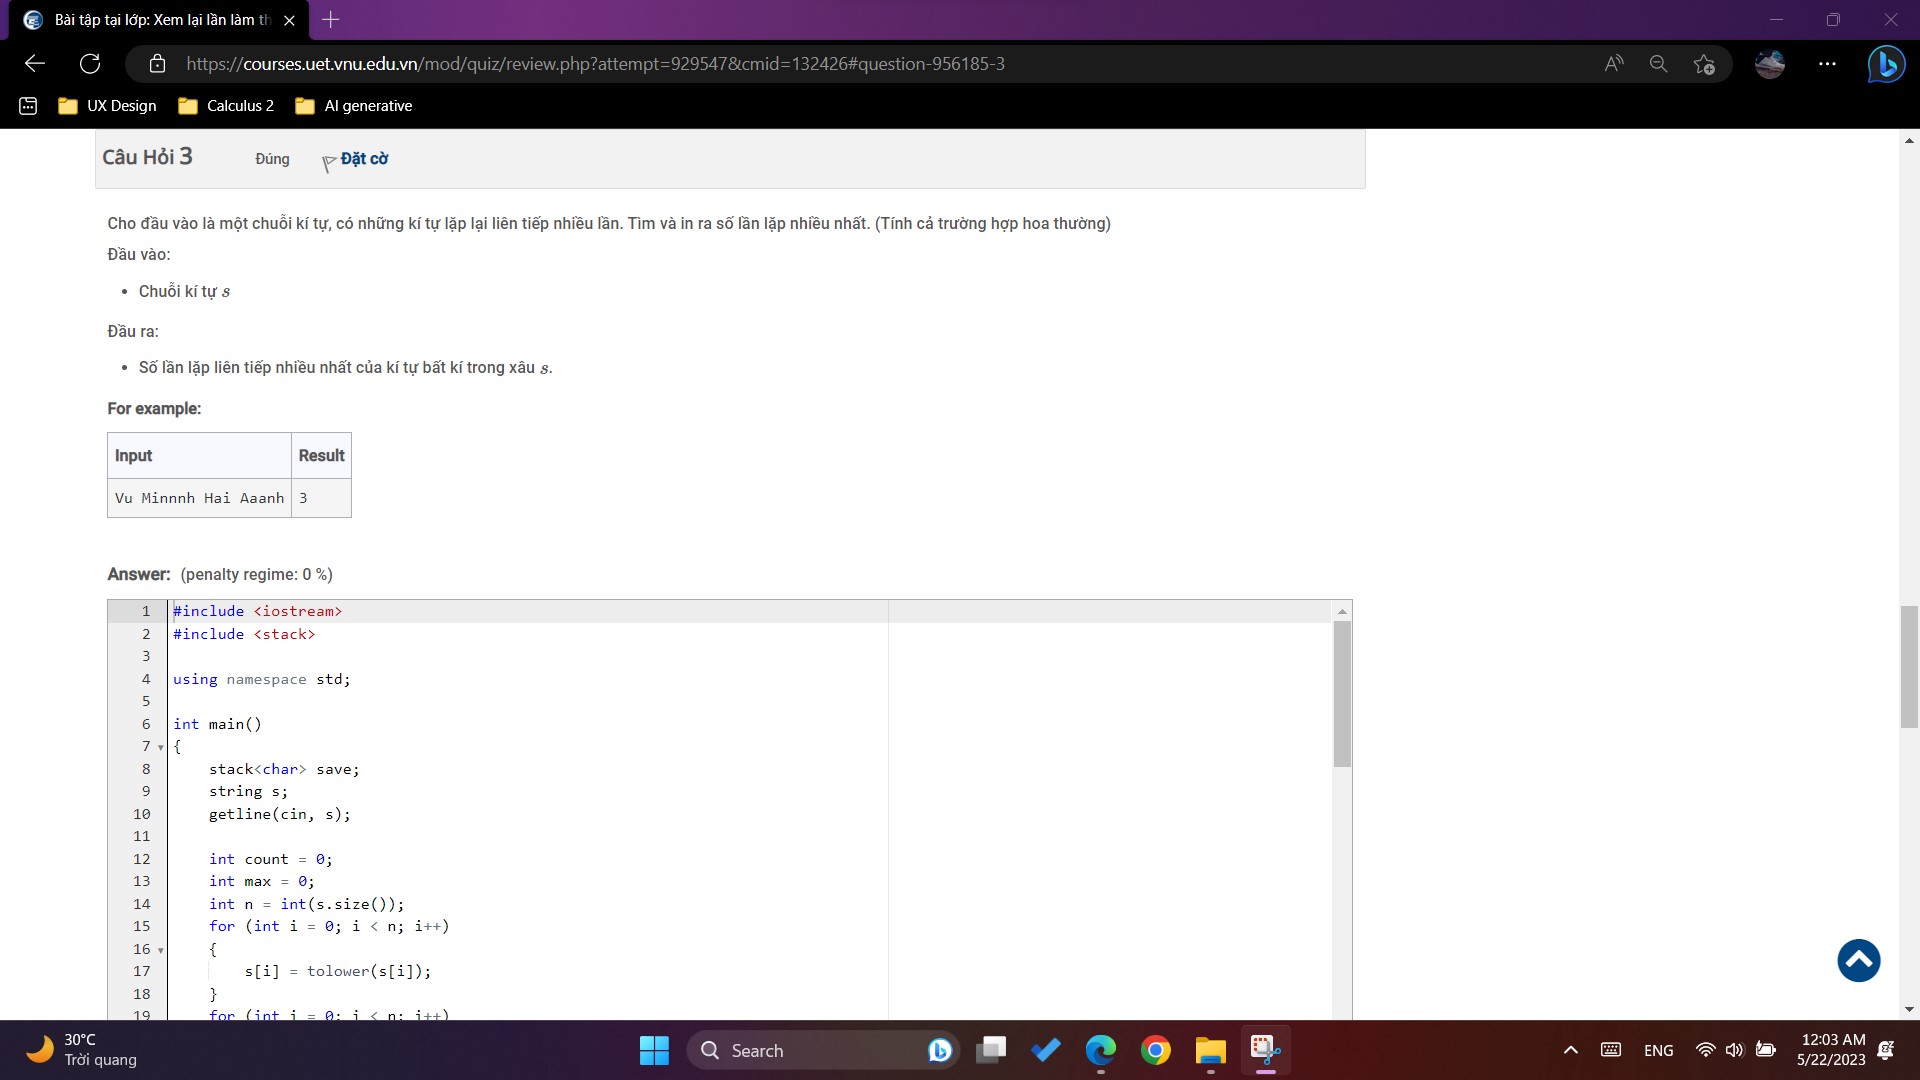 Bài tập tại lớp: Xem lại lần làm th
https://courses.uet.vnu.edu.vn/mod/quiz/review.php?attempt=929547&cmid=132426#question-956185-3
UX Design
Calculus 2
AI generative
Câu Hỏi 3
Đúng
Đặt cờ
Cho đầu vào là một chuỗi kí tự, có những kí tự lặp lại liên tiếp nhiều lần. Tìm và in ra số lần lặp nhiều nhất. (Tính cả trường hợp hoa thường)
Đầu vào:
• Chuỗi kí tự s
Đầu ra:
• Số lần lặp liên tiếp nhiều nhất của kí tự bất kí trong xâu s.
For example:
Input Result
Vu Minnnh Hai Aaanh 3
Answer: (penalty regime: 0 %)
1 #include <iostream>
2 #include <stack>
3
4 using namespace std;
5
6 int main()
7 {
8     stack<char> save;
9     string s;
10     getline(cin, s);
11
12     int count = 0;
13     int max = 0;
14     int n = int(s.size());
15     for (int i = 0; i < n; i++)
16     {
17         s[i] = tolower(s[i]);
18     }
19     for (int i = 0; i < n; i++)
30°C
Trời quang
Search
ENG
12:03 AM
5/22/2023